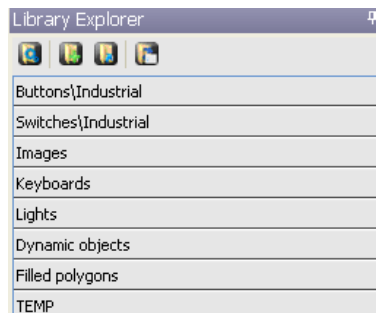 Library Explorer
Buttons\Industrial
Switches\Industrial
Images
Keyboards
Lights
Dynamic objects
Filled polygons
TEMP